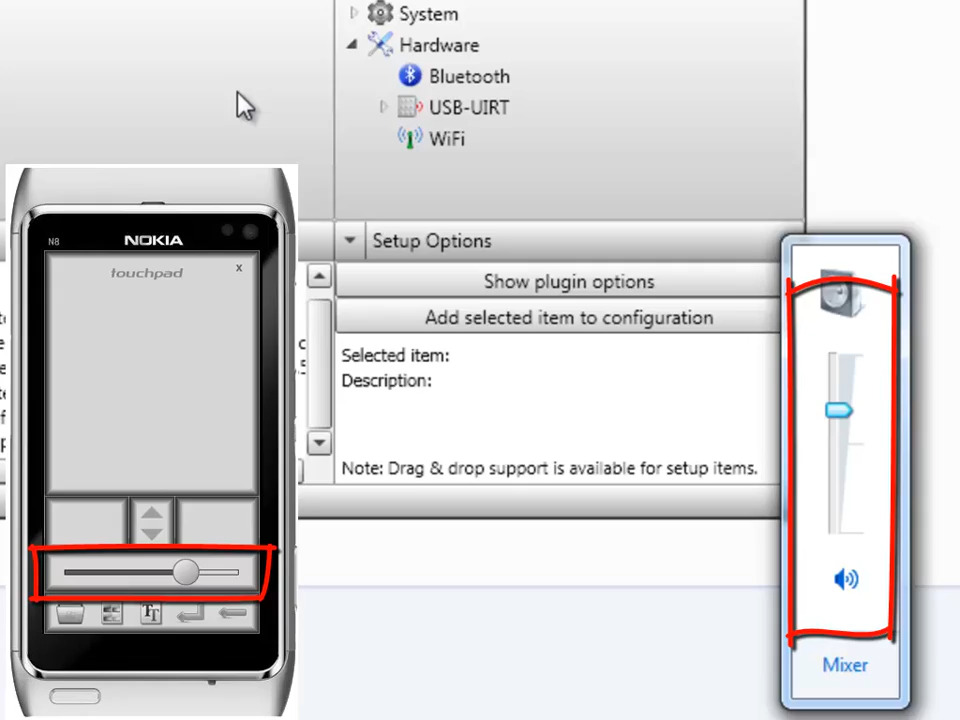 System
Hardware
Bluetooth
USB-UIRT
WiFi
N8
NOKIA
touchpad
x
Setup Options
Show plugin options
Add selected item to configuration
Selected item:
Description:
Note: Drag & drop support is available for setup items.
TT
Mixer